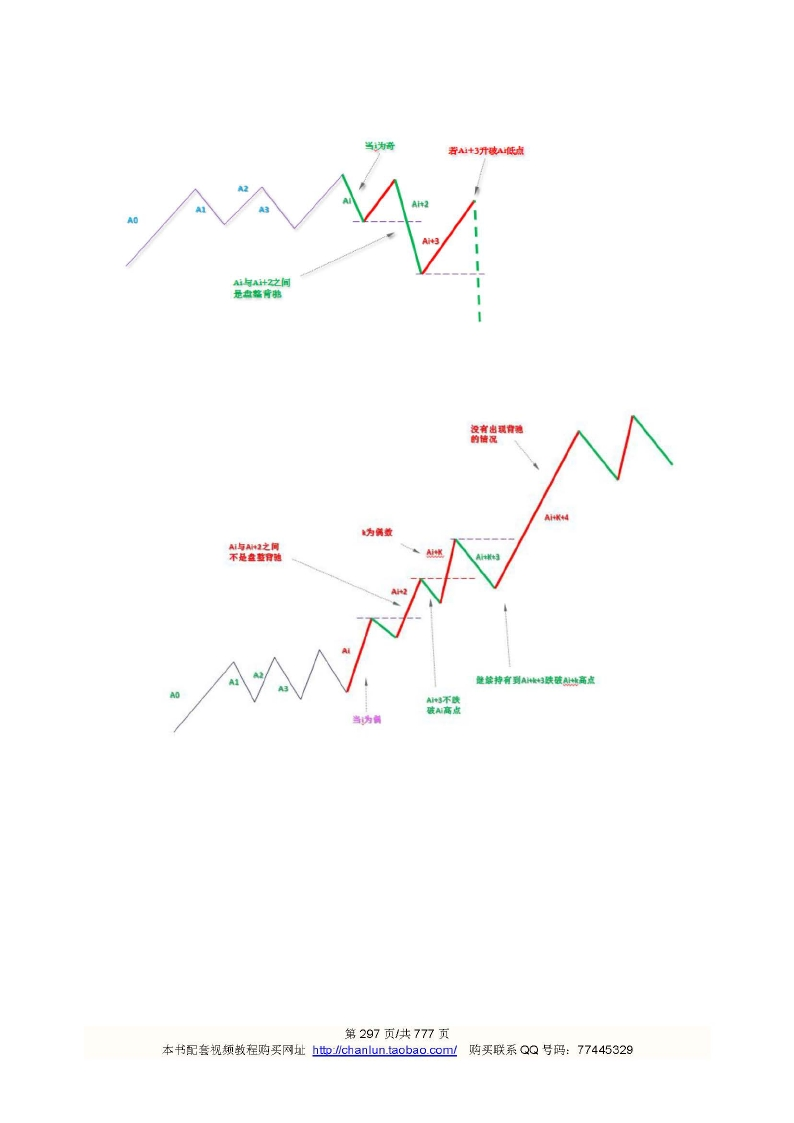 当i为奇
若Ai+3升破Ai低点
A0
A1
A2
A3
Ai
Ai+2
Ai+3
Ai与Ai+2之间
是盘整背驰
没有出现背驰
的情况
Ai+K+4
k为偶数
Ai+K
Ai+K+3
Ai与Ai+2之间
不是盘整背驰
Ai+2
Ai
A0
A1
A2
A3
当i为偶
Ai+3不跌
破Ai高点
继续持有到Ai+k+3跌破Ai+k高点
第 297 页/共 777 页
本书配套视频教程购买网址 http://chanlun.taobao.com/ 购买联系 QQ 号码：77445329